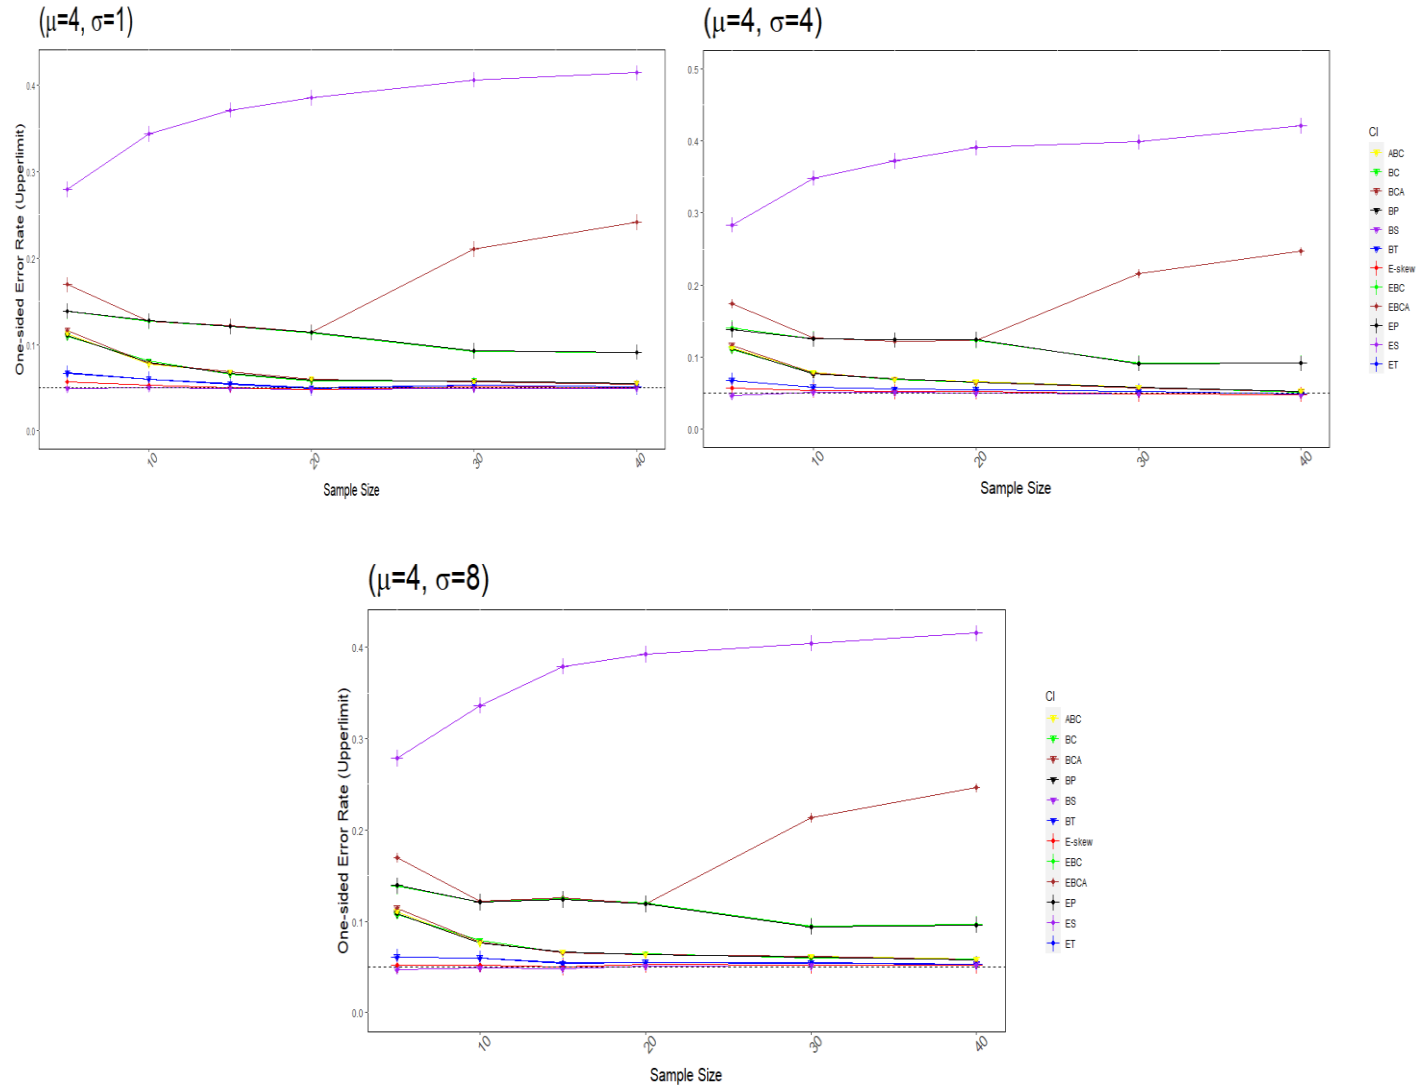 (μ=4, σ=1)
One-sided Error Rate (Upperlimit)
0.4
0.3
0.2
0.1
0.0
10
20
30
40
Sample Size
(μ=4, σ=4)
0.5
0.4
0.3
0.2
0.1
0.0
10
20
30
40
Sample Size
CI
ABC
BC
BCA
BP
BS
BT
E-skew
EBC
EBCA
EP
ES
ET
(μ=4, σ=8)
One-sided Error Rate (Upperlimit)
0.4
0.3
0.2
0.1
0.0
10
20
30
40
Sample Size
CI
ABC
BC
BCA
BP
BS
BT
E-skew
EBC
EBCA
EP
ES
ET